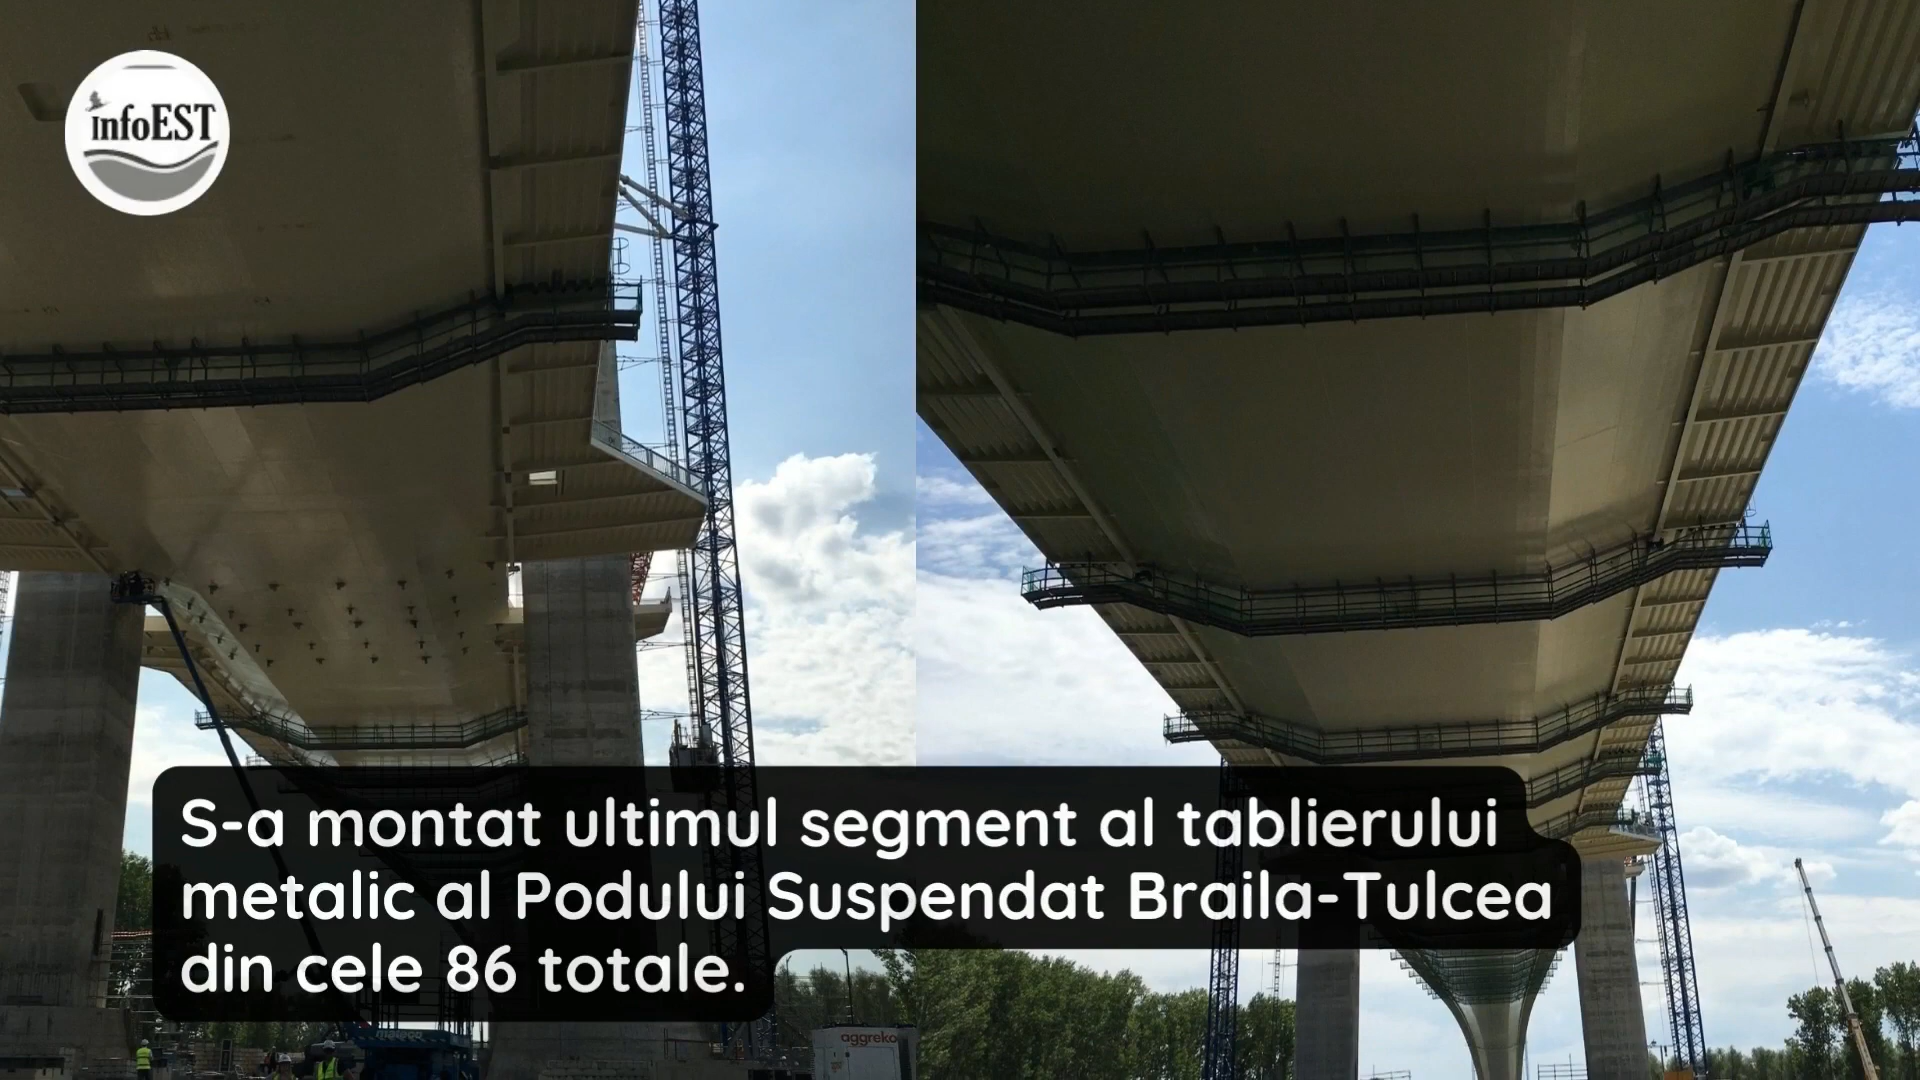 infoEST
S-a montat ultimul segment al tablierului
metalic al Podului Suspendat Braila-Tulcea
din cele 86 totale.
aggreko